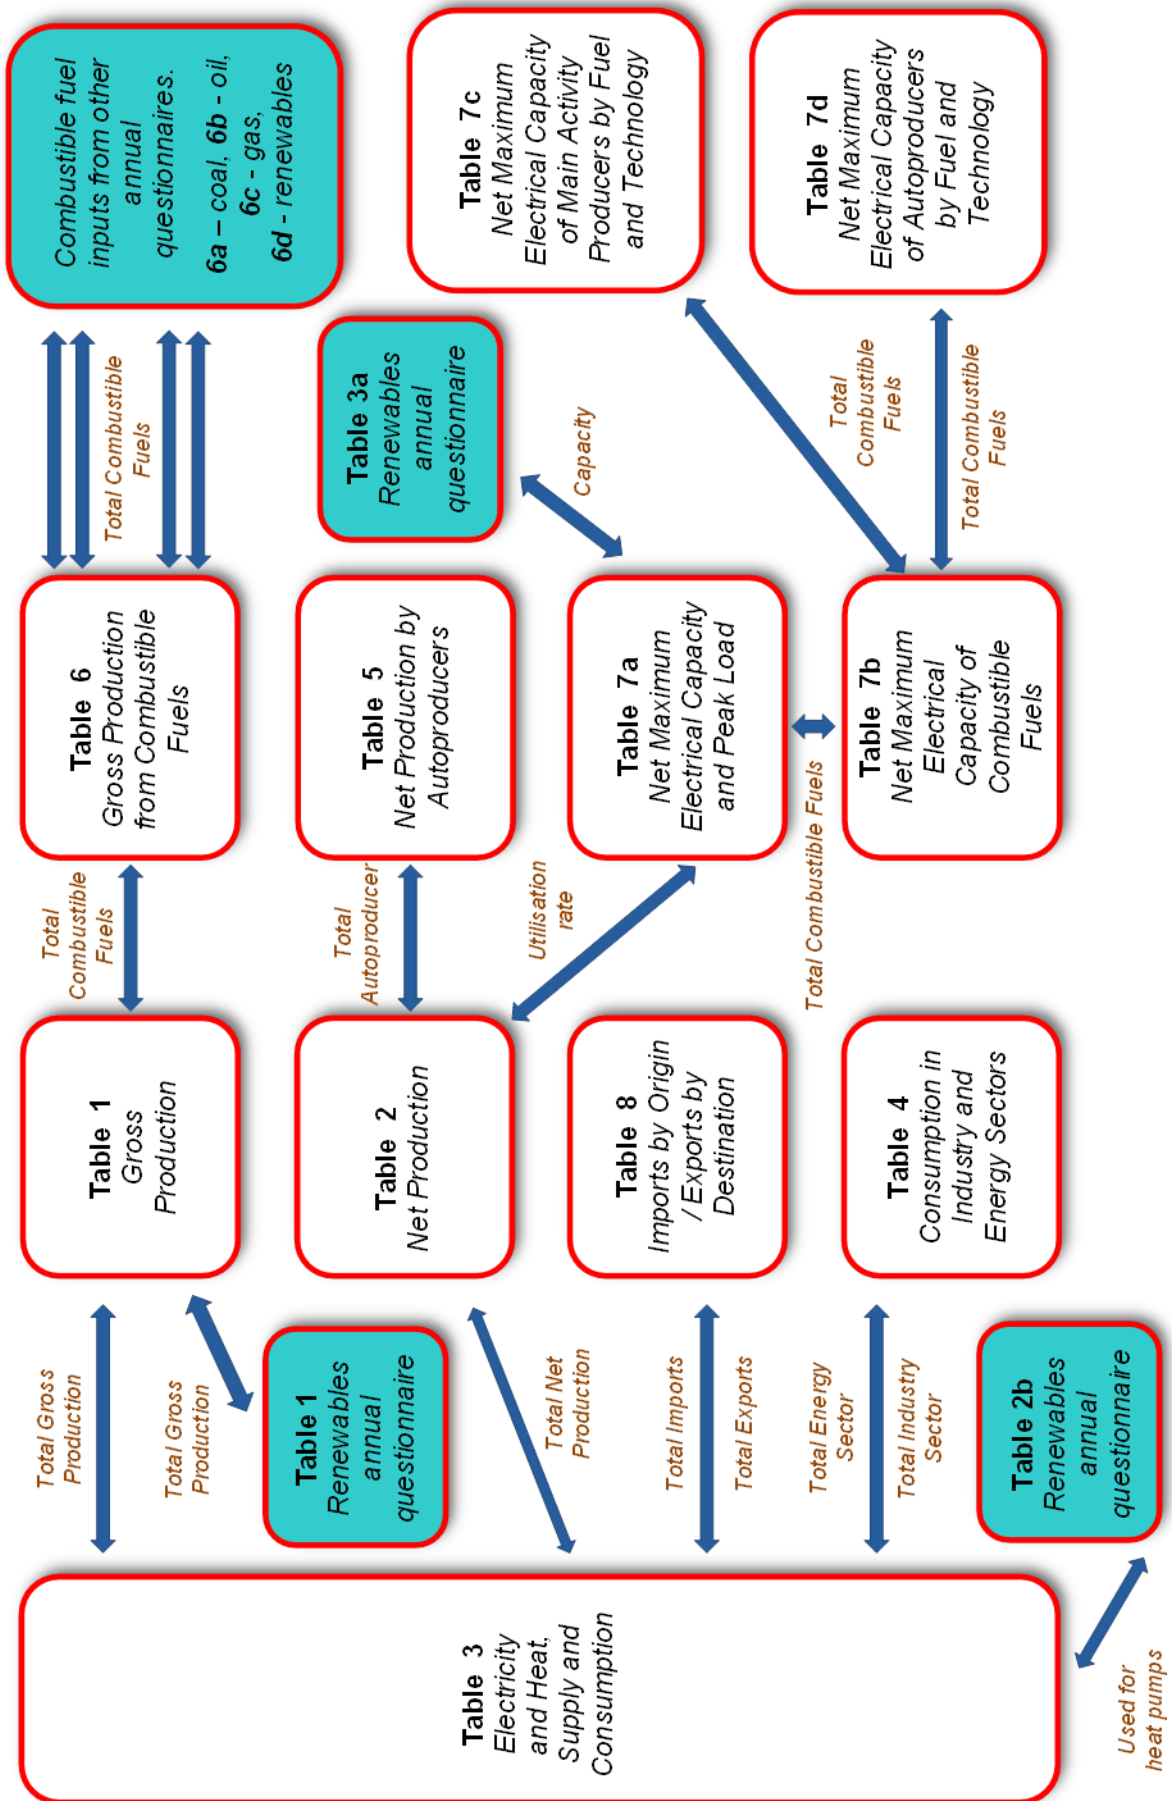 Table 3
Electricity
and Heat,
Supply and
Consumption
Total Gross
Production
Total Gross
Production
Table 1
Renewables
annual
questionnaire
Total Net
Production
Total Imports
Total Exports
Total Energy
Sector
Total Industry
Sector
Table 2b
Renewables
annual
questionnaire
Used for
heat pumps
Table 1
Gross
Production
Table 2
Net Production
Table 8
Imports by Origin
/ Exports by
Destination
Table 4
Consumption in
Industry and
Energy Sectors
Total
Combustible
Fuels
Total
Autoproducer
Utilisation
rate
Total Combustible Fuels
Table 6
Gross Production
from Combustible
Fuels
Table 5
Net Production by
Autoproducers
Table 7a
Net Maximum
Electrical Capacity
and Peak Load
Table 7b
Net Maximum
Electrical
Capacity of
Combustible
Fuels
Total Combustible
Fuels
Table 3a
Renewables
annual
questionnaire
Capacity
Total
Combustible
Fuels
Total Combustible
Fuels
Combustible fuel
inputs from other
annual
questionnaires.
6a – coal, 6b - oil,
6c - gas,
6d - renewables
Table 7c
Net Maximum
Electrical Capacity
of Main Activity
Producers by Fuel
and Technology
Table 7d
Net Maximum
Electrical Capacity
of Autoproducers
by Fuel and
Technology